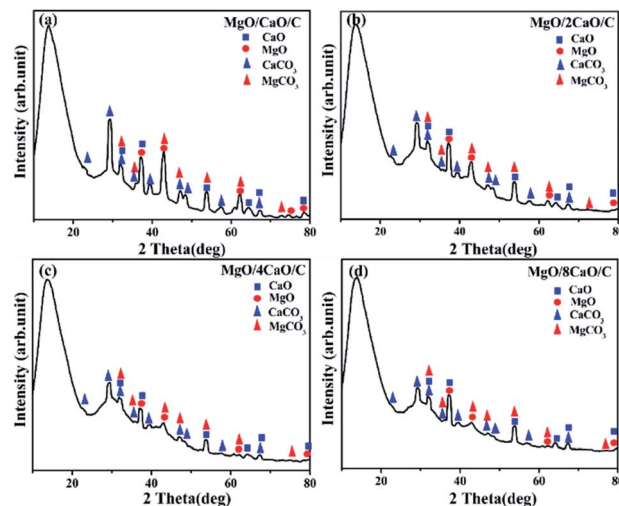 (a) MgO/CaO/C
CaO
MgO
CaCO₃
MgCO₃
Intensity (arb.unit)
20 40 60 80
2 Theta(deg)
(b) MgO/2CaO/C
CaO
MgO
CaCO₃
MgCO₃
Intensity (arb.unit)
20 40 60 80
2 Theta(deg)
(c) MgO/4CaO/C
CaO
MgO
CaCO₃
MgCO₃
Intensity (arb.unit)
20 40 60 80
2 Theta(deg)
(d) MgO/8CaO/C
CaO
MgO
CaCO₃
MgCO₃
Intensity (arb.unit)
20 40 60 80
2 Theta(deg)